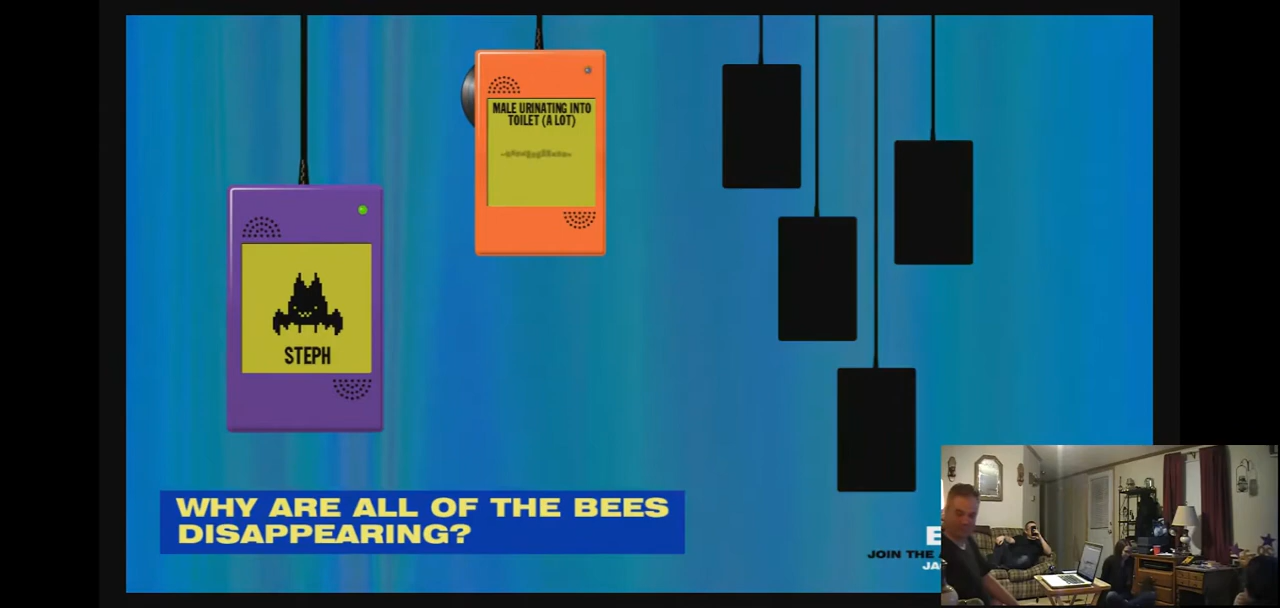 MALE URINATING INTO
TOILET (A LOT)
STEPH
WHY ARE ALL OF THE BEES
DISAPPEARING?
JOIN THE